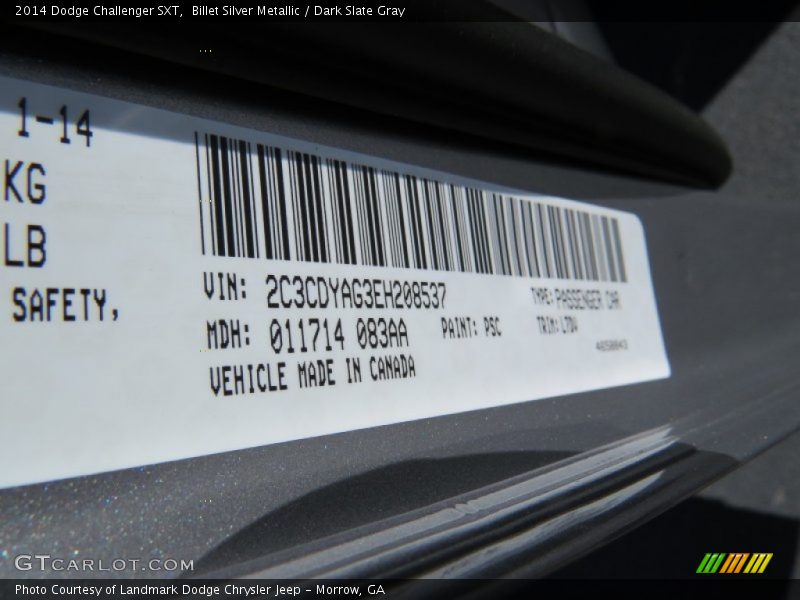 2014 Dodge Challenger SXT,  Billet Silver Metallic / Dark Slate Gray
1-14
KG
LB
SAFETY,
VIN: 2C3CDYAG3EH208537
TYPE: PASSENGER CAR
MDH: 011714 083AA
PAINT: PSC
TRIM: LTDV
VEHICLE MADE IN CANADA
GTCARLOT.COM
Photo Courtesy of Landmark Dodge Chrysler Jeep - Morrow, GA